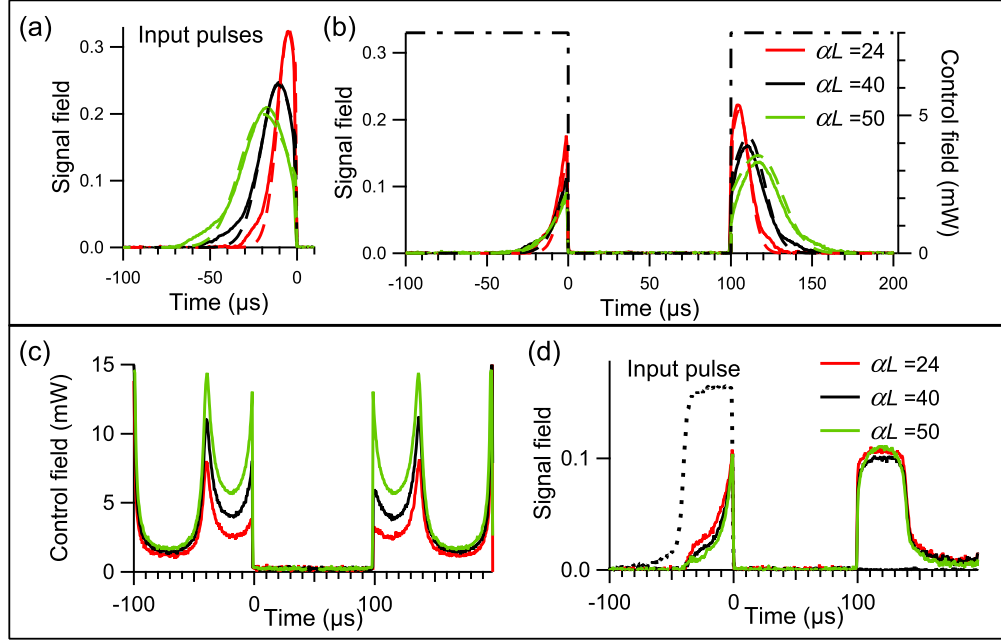 (a)
Input pulses
Signal field
0.3
0.2
0.1
0.0
-100
-50
0
Time (µs)
(b)
Signal field
0.3
0.2
0.1
0.0
-100
-50
0
50
100
150
200
Time (µs)
αL =24
αL =40
αL =50
5
0
Control field (mW)
(c)
Control field (mW)
15
10
5
0
-100
0
100
Time (µs)
(d)
Input pulse
Signal field
0.1
0.0
-100
0
100
Time (µs)
αL =24
αL =40
αL =50